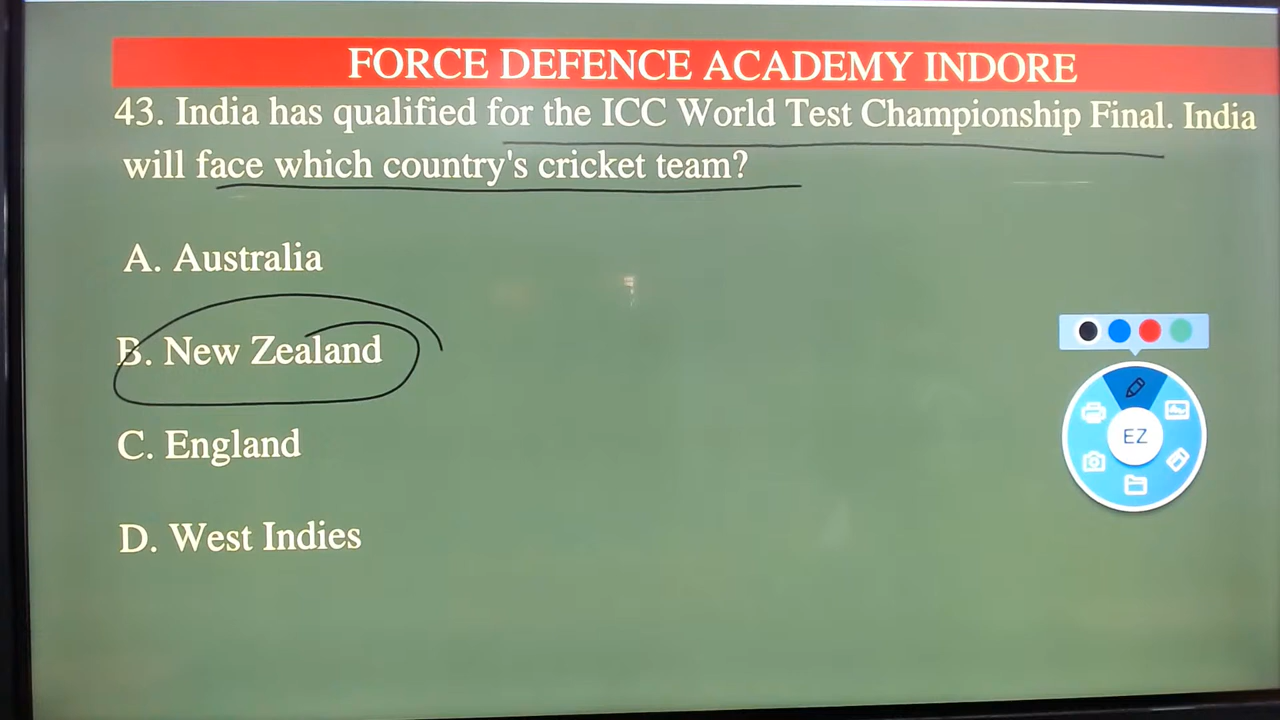 FORCE DEFENCE ACADEMY INDORE
43. India has qualified for the ICC World Test Championship Final. India
will face which country's cricket team?
A. Australia
B. New Zealand
C. England
D. West Indies
EZ